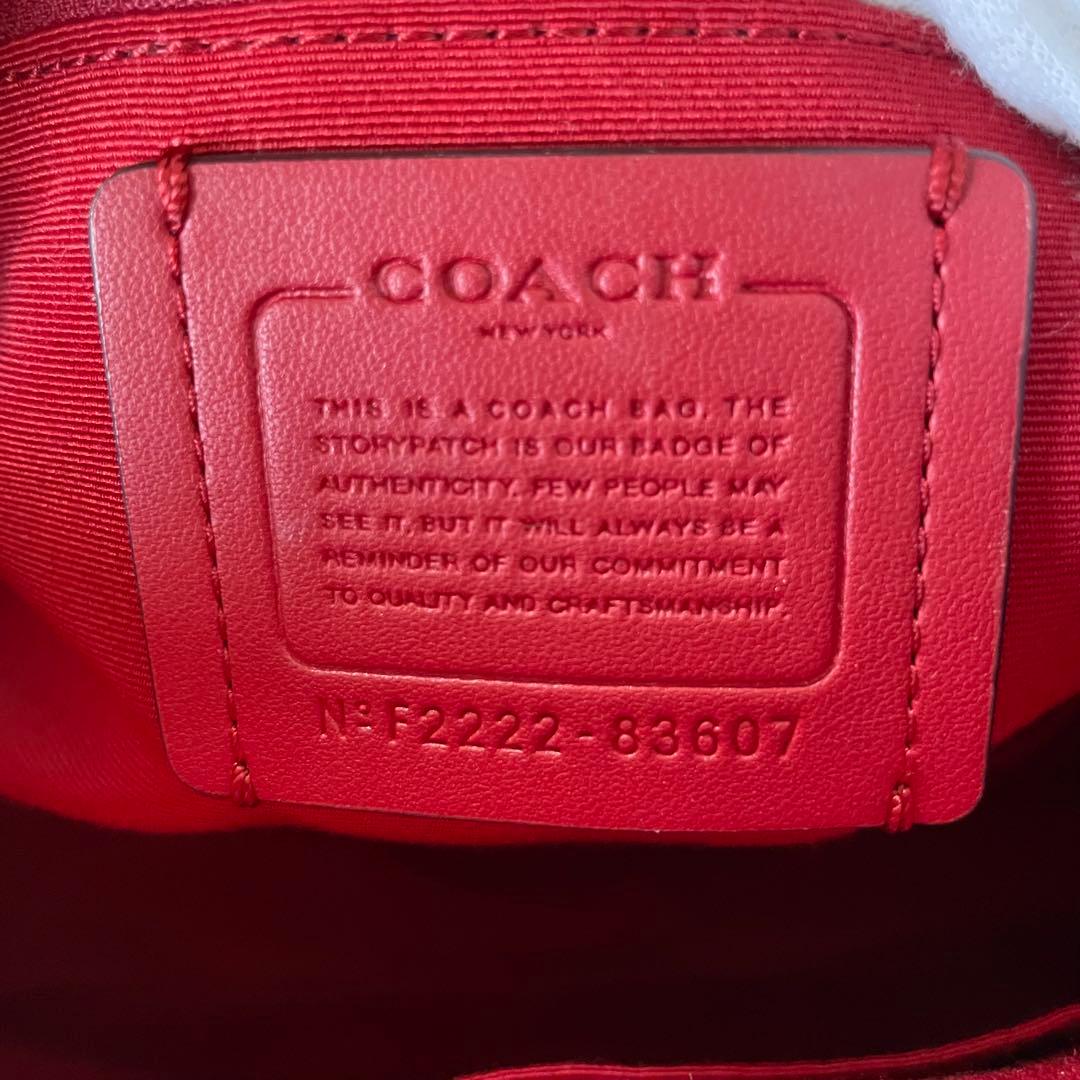 COACH
NEW YORK
THIS IS A COACH BAG. THE
STORYPATCH IS OUR BADGE OF
AUTHENTICITY. FEW PEOPLE MAY
SEE IT, BUT IT WILL ALWAYS BE A
REMINDER OF OUR COMMITMENT
TO QUALITY AND CRAFTSMANSHIP.
Nº F2222-83607